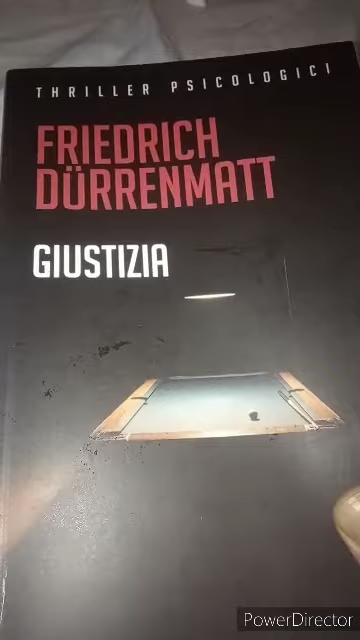 THRILLER PSICOLOGICI
FRIEDRICH
DÜRRENMATT
GIUSTIZIA
PowerDirector